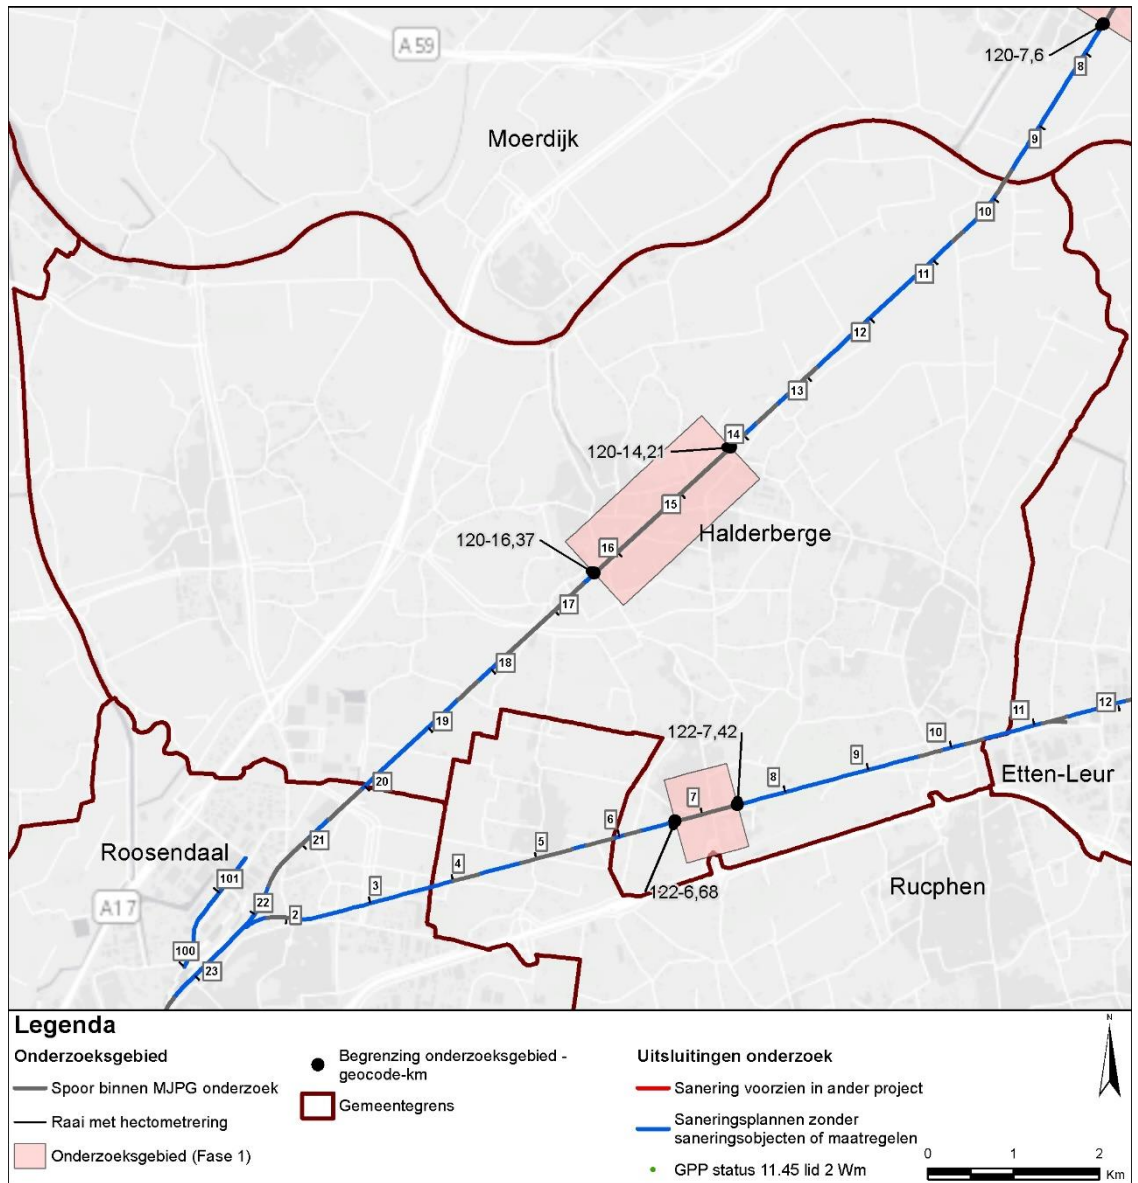 A 59
120-7,6
8
Moerdijk
9
10
11
12
13
14
120-14,21
15
Halderberge
120-16,37
16
17
18
19
122-7,42
11
12
10
9
8
20
7
Etten-Leur
6
21
5
Roosendaal
4
101
3
122-6,68
Rucphen
A17
22
2
100
23
Legenda
Onderzoeksgebied
Spoor binnen MJPG onderzoek
Raai met hectometrering
Onderzoeksgebied (Fase 1)
Begrenzing onderzoeksgebied -
geocode-km
Gemeentegrens
Uitsluitingen onderzoek
Sanering voorzien in ander project
Saneringsplannen zonder
saneringsobjecten of maatregelen
GPP status 11.45 lid 2 Wm
N
0 1 2
Km